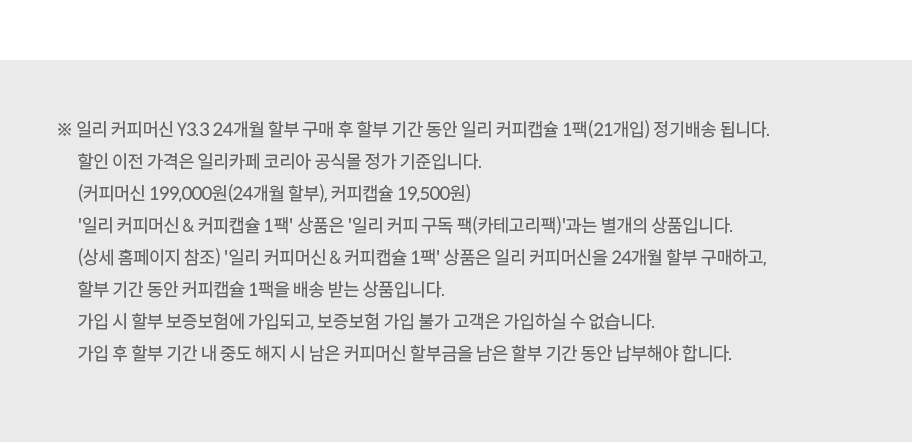 ※ 일리 커피머신 Y3.3 24개월 할부 구매 후 할부 기간 동안 일리 커피캡슐 1팩(21개입) 정기배송 됩니다.
할인 이전 가격은 일리카페 코리아 공식몰 정가 기준입니다.
(커피머신 199,000원(24개월 할부), 커피캡슐 19,500원)
'일리 커피머신 & 커피캡슐 1팩' 상품은 '일리 커피 구독 팩(카테고리팩)'과는 별개의 상품입니다.
(상세 홈페이지 참조) '일리 커피머신 & 커피캡슐 1팩' 상품은 일리 커피머신을 24개월 할부 구매하고,
할부 기간 동안 커피캡슐 1팩을 배송 받는 상품입니다.
가입 시 할부 보증보험에 가입되고, 보증보험 가입 불가 고객은 가입하실 수 없습니다.
가입 후 할부 기간 내 중도 해지 시 남은 커피머신 할부금을 남은 할부 기간 동안 납부해야 합니다.